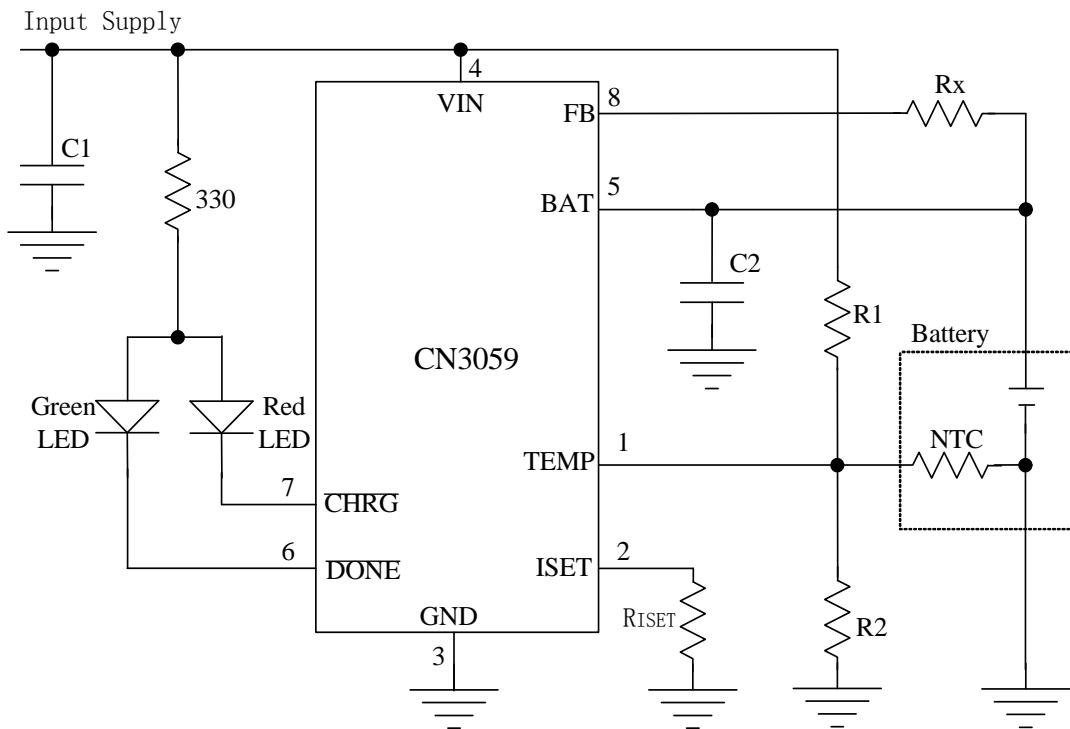 Input Supply
4
VIN
8
FB
Rx
C1
330
5
BAT
C2
R1
Battery
CN3059
Green
LED
Red
LED
1
TEMP
NTC
7
CHRG
6
DONE
2
ISET
RISET
R2
GND
3